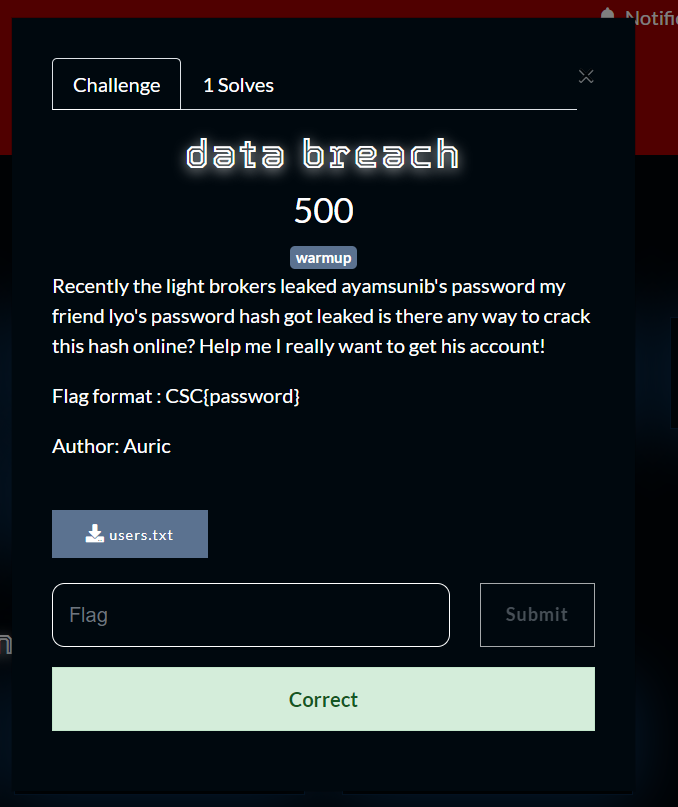 Notifi
Challenge
1 Solves
data breach
500
warmup
Recently the light brokers leaked ayamsunib's password my
friend lyo's password hash got leaked is there any way to crack
this hash online? Help me I really want to get his account!
Flag format : CSC{password}
Author: Auric
users.txt
Flag
Submit
n
Correct